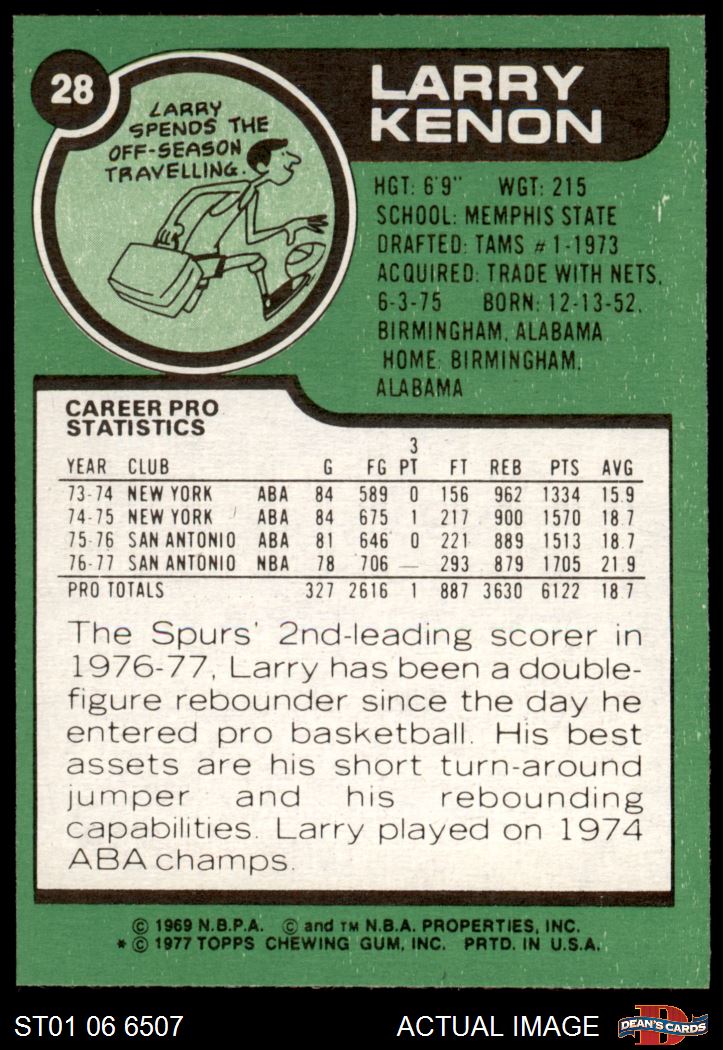 28
LARRY
SPENDS THE
OFF-SEASON
TRAVELLING.
LARRY
KENON
HGT: 6'9" WGT: 215
SCHOOL: MEMPHIS STATE
DRAFTED: TAMS #1-1973
ACQUIRED: TRADE WITH NETS,
6-3-75 BORN: 12-13-52,
BIRMINGHAM, ALABAMA
HOME: BIRMINGHAM,
ALABAMA
CAREER PRO
STATISTICS
YEAR CLUB G FG 3 PT FT REB PTS AVG
73-74 NEW YORK ABA 84 589 0 156 962 1334 15.9
74-75 NEW YORK ABA 84 675 1 217 900 1570 18.7
75-76 SAN ANTONIO ABA 81 646 0 221 889 1513 18.7
76-77 SAN ANTONIO NBA 78 706 — 293 879 1705 21.9
PRO TOTALS 327 2616 1 887 3630 6122 18.7
The Spurs' 2nd-leading scorer in
1976-77, Larry has been a double-
figure rebounder since the day he
entered pro basketball. His best
assets are his short turn-around
jumper and his rebounding
capabilities. Larry played on 1974
ABA champs.
© 1969 N.B.P.A. © and TM N.B.A. PROPERTIES, INC.
* © 1977 TOPPS CHEWING GUM, INC. PRTD. IN U.S.A.
ST01 06 6507 ACTUAL IMAGE
D
DEAN'S CARDS